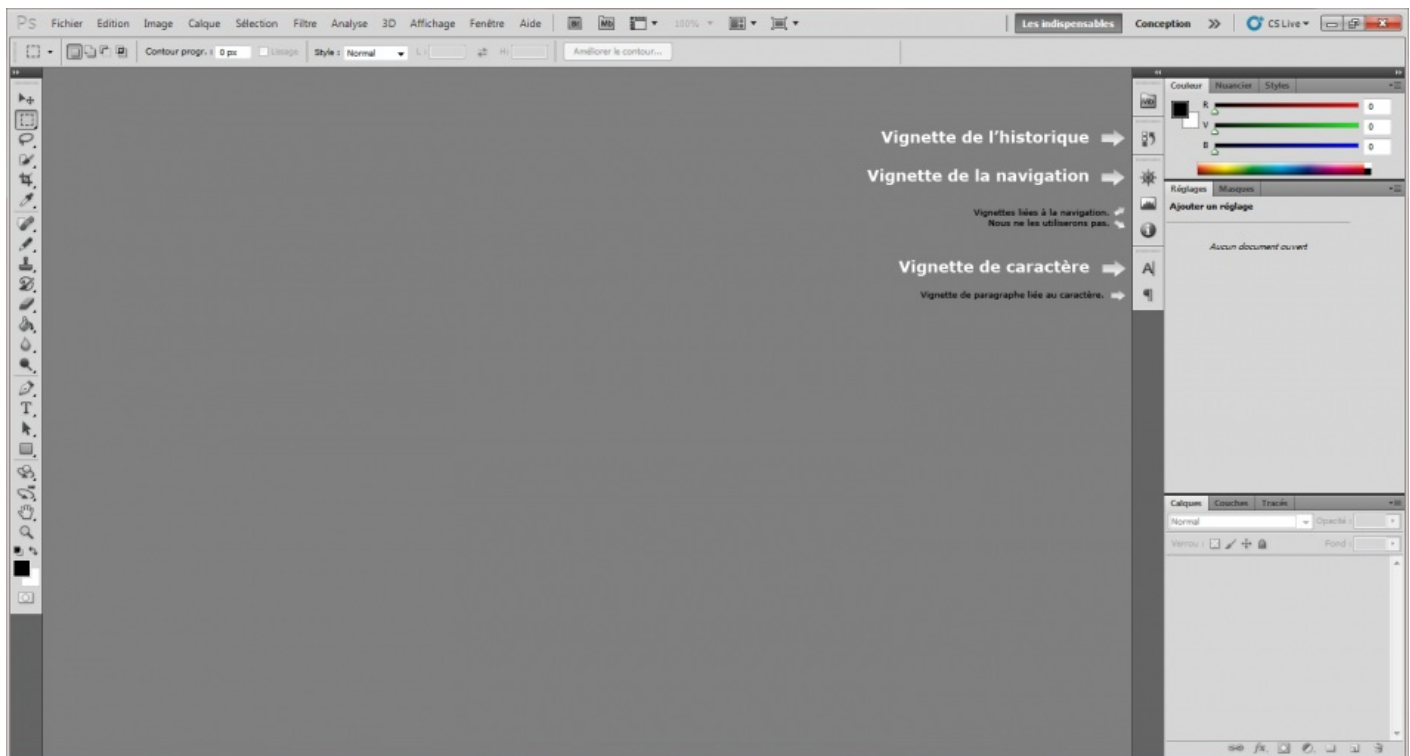 Ps Fichier Edition Image Calque Sélection Filtre Analyse 3D Affichage Fenêtre Aide Br Mb 100% Les indispensables Conception CS Live
Contour progr. : 0 px Lissage Style : Normal L : H : Améliorer le contour...
Couleur Nuancier Styles
R 0
V 0
B 0
Vignette de l'historique
Vignette de la navigation
Réglages Masques
Ajouter un réglage
Vignettes liées à la navigation.
Nous ne les utiliserons pas.
Aucun document ouvert
Vignette de caractère
Vignette de paragraphe liée au caractère.
Calques Couches Tracés
Normal Opacité :
Verrou : Fond :